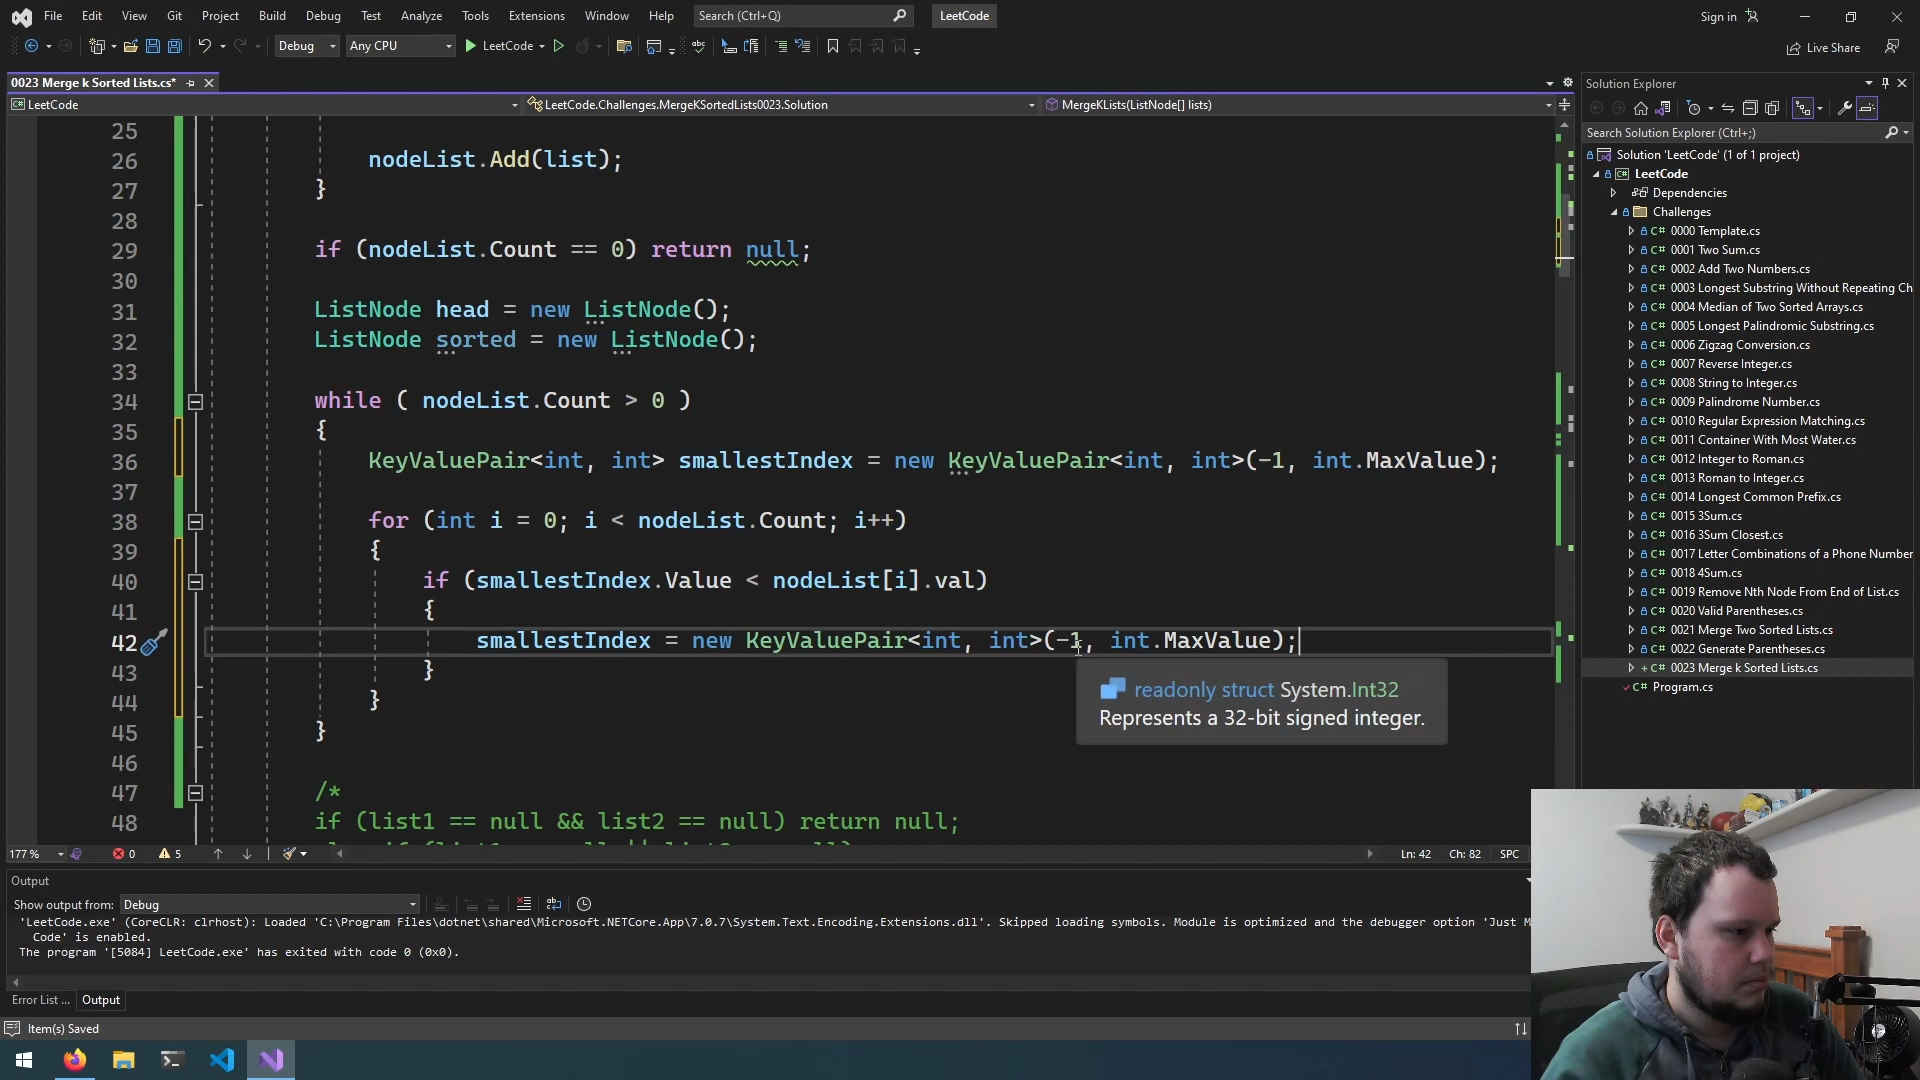 File Edit View Git Project Build Debug Test Analyze Tools Extensions Window Help Search (Ctrl+Q) LeetCode Sign in
Debug Any CPU LeetCode Live Share
0023 Merge k Sorted Lists.cs*
LeetCode LeetCode.Challenges.MergeKSortedLists0023.Solution MergeKLists(ListNode[] lists)
25
26 nodeList.Add(list);
27 }
28
29 if (nodeList.Count == 0) return null;
30
31 ListNode head = new ListNode();
32 ListNode sorted = new ListNode();
33
34 while ( nodeList.Count > 0 )
35 {
36 KeyValuePair<int, int> smallestIndex = new KeyValuePair<int, int>(-1, int.MaxValue);
37
38 for (int i = 0; i < nodeList.Count; i++)
39 {
40 if (smallestIndex.Value < nodeList[i].val)
41 {
42 smallestIndex = new KeyValuePair<int, int>(-1, int.MaxValue);
43 }
44 }
45 }
46
47 /*
48 if (list1 == null && list2 == null) return null;
readonly struct System.Int32
Represents a 32-bit signed integer.
177 % 0 5 Ln: 42 Ch: 82 SPC
Output
Show output from: Debug
'LeetCode.exe' (CoreCLR: clrhost): Loaded 'C:\Program Files\dotnet\shared\Microsoft.NETCore.App\7.0.7\System.Text.Encoding.Extensions.dll'. Skipped loading symbols. Module is optimized and the debugger option 'Just M
Code' is enabled.
The program '[5084] LeetCode.exe' has exited with code 0 (0x0).
Error List ... Output
Item(s) Saved
Solution Explorer
Search Solution Explorer (Ctrl+;)
Solution 'LeetCode' (1 of 1 project)
C# LeetCode
Dependencies
Challenges
C# 0000 Template.cs
C# 0001 Two Sum.cs
C# 0002 Add Two Numbers.cs
C# 0003 Longest Substring Without Repeating Ch
C# 0004 Median of Two Sorted Arrays.cs
C# 0005 Longest Palindromic Substring.cs
C# 0006 Zigzag Conversion.cs
C# 0007 Reverse Integer.cs
C# 0008 String to Integer.cs
C# 0009 Palindrome Number.cs
C# 0010 Regular Expression Matching.cs
C# 0011 Container With Most Water.cs
C# 0012 Integer to Roman.cs
C# 0013 Roman to Integer.cs
C# 0014 Longest Common Prefix.cs
C# 0015 3Sum.cs
C# 0016 3Sum Closest.cs
C# 0017 Letter Combinations of a Phone Number
C# 0018 4Sum.cs
C# 0019 Remove Nth Node From End of List.cs
C# 0020 Valid Parentheses.cs
C# 0021 Merge Two Sorted Lists.cs
C# 0022 Generate Parentheses.cs
C# 0023 Merge k Sorted Lists.cs
C# Program.cs